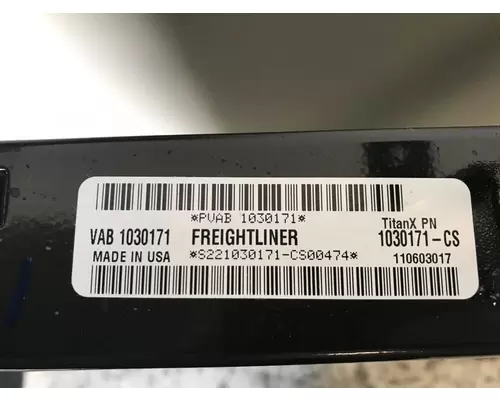 *PVAB 1030171*
TitanX PN
VAB 1030171 FREIGHTLINER 1030171-CS
MADE IN USA *S221030171-CS00474* 110603017